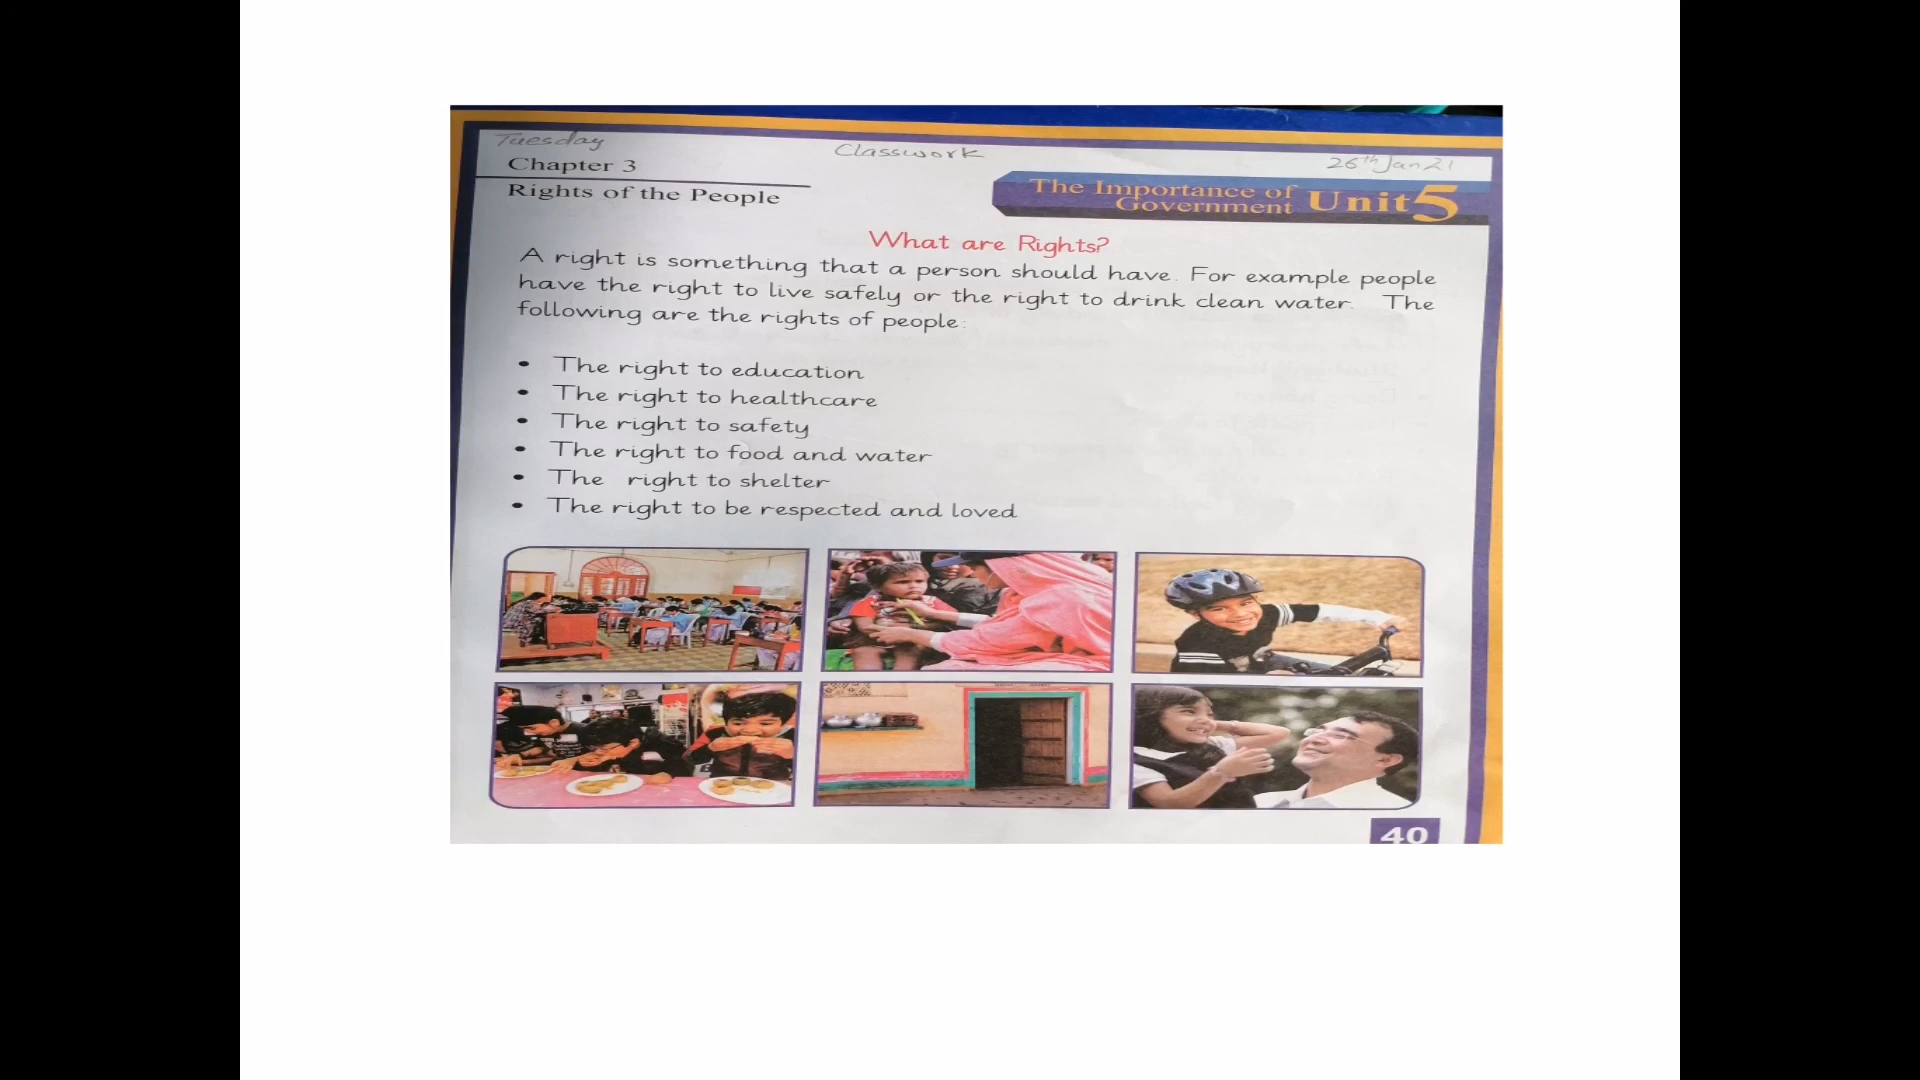 Tuesday
Classwork
26th Jan 21
Chapter 3
Rights of the People
The Importance of
Government
Unit 5
What are Rights?
A right is something that a person should have. For example people
have the right to live safely or the right to drink clean water. The
following are the rights of people:
• The right to education
• The right to healthcare
• The right to safety
• The right to food and water
• The right to shelter
• The right to be respected and loved
40